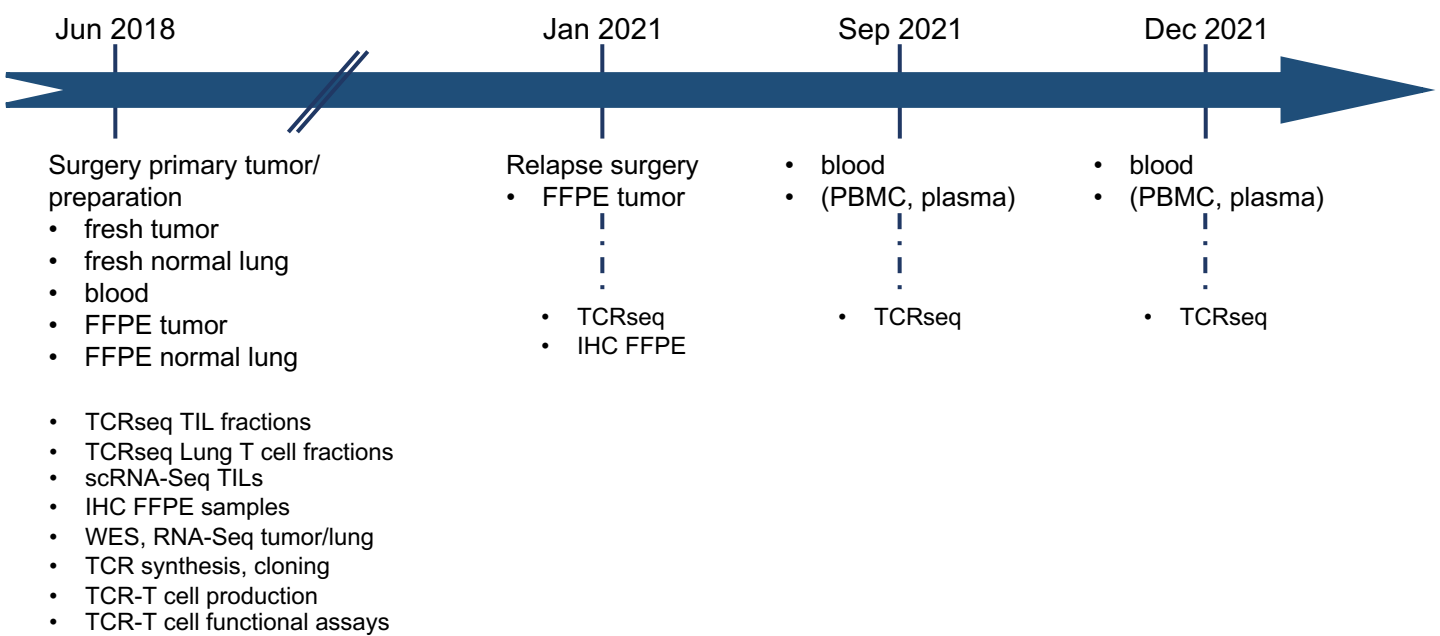 Jun 2018
Jan 2021
Sep 2021
Dec 2021
Surgery primary tumor/
preparation
• fresh tumor
• fresh normal lung
• blood
• FFPE tumor
• FFPE normal lung
• TCRseq TIL fractions
• TCRseq Lung T cell fractions
• scRNA-Seq TILs
• IHC FFPE samples
• WES, RNA-Seq tumor/lung
• TCR synthesis, cloning
• TCR-T cell production
• TCR-T cell functional assays
Relapse surgery
• FFPE tumor
• TCRseq
• IHC FFPE
• blood
• (PBMC, plasma)
• TCRseq
• blood
• (PBMC, plasma)
• TCRseq